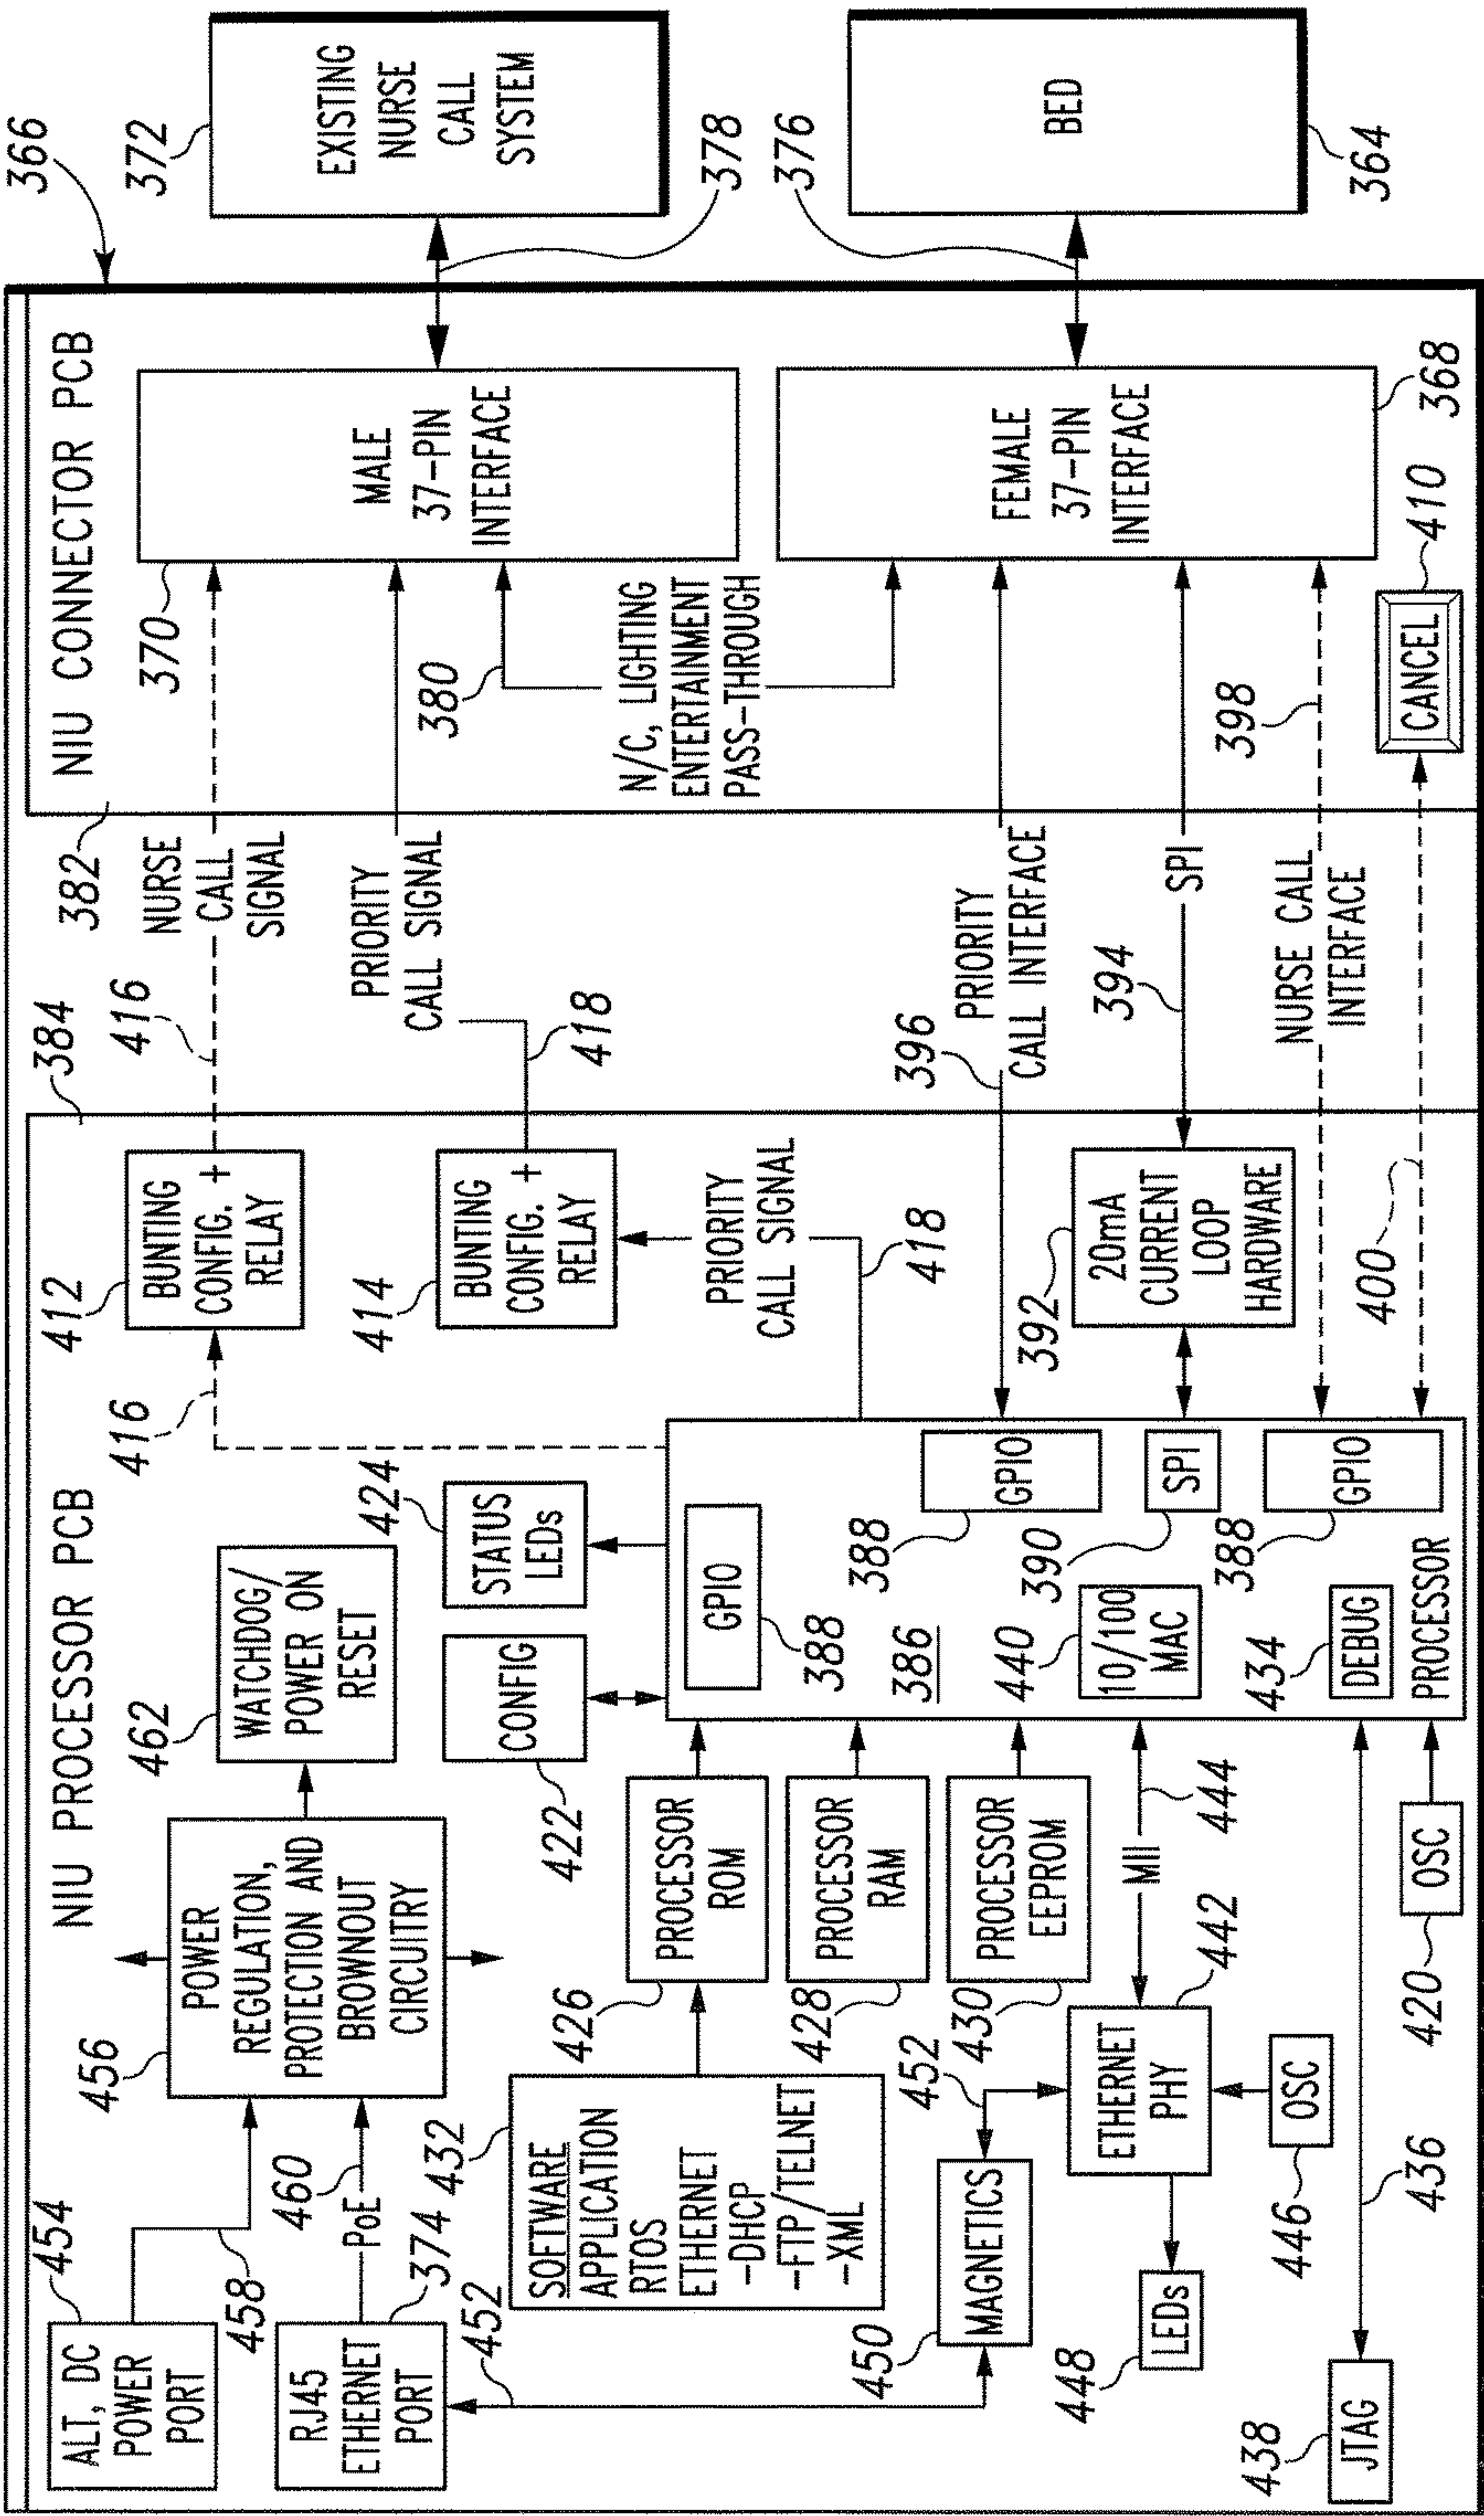 NIU PROCESSOR PCB
384
382
NIU CONNECTOR PCB
366
454
ALT, DC
POWER
PORT
458
RJ45
ETHERNET
PORT
374
460
PoE
456
POWER
REGULATION,
PROTECTION AND
BROWNOUT
CIRCUITRY
462
WATCHDOG/
POWER ON
RESET
416
412
BUNTING
CONFIG. +
RELAY
416
NURSE
CALL
SIGNAL
370
MALE
37-PIN
INTERFACE
378
372
EXISTING
NURSE
CALL
SYSTEM
414
BUNTING
CONFIG. +
RELAY
418
PRIORITY
CALL SIGNAL
380
N/C, LIGHTING
ENTERTAINMENT
PASS-THROUGH
452
432
SOFTWARE
APPLICATION
RTOS
ETHERNET
-DHCP
-FTP/TELNET
-XML
426
PROCESSOR
ROM
422
CONFIG
424
STATUS
LEDs
428
PROCESSOR
RAM
430
PROCESSOR
EEPROM
GPIO
388
386
PRIORITY
CALL SIGNAL
418
388
GPIO
396
PRIORITY
CALL INTERFACE
FEMALE
37-PIN
INTERFACE
368
376
BED
364
450
MAGNETICS
452
ETHERNET
PHY
442
MII
444
440
10/100
MAC
390
SPI
392
20mA
CURRENT
LOOP
HARDWARE
394
SPI
448
LEDs
446
OSC
434
DEBUG
388
GPIO
NURSE CALL
INTERFACE
398
438
JTAG
436
420
OSC
PROCESSOR
400
CANCEL
410